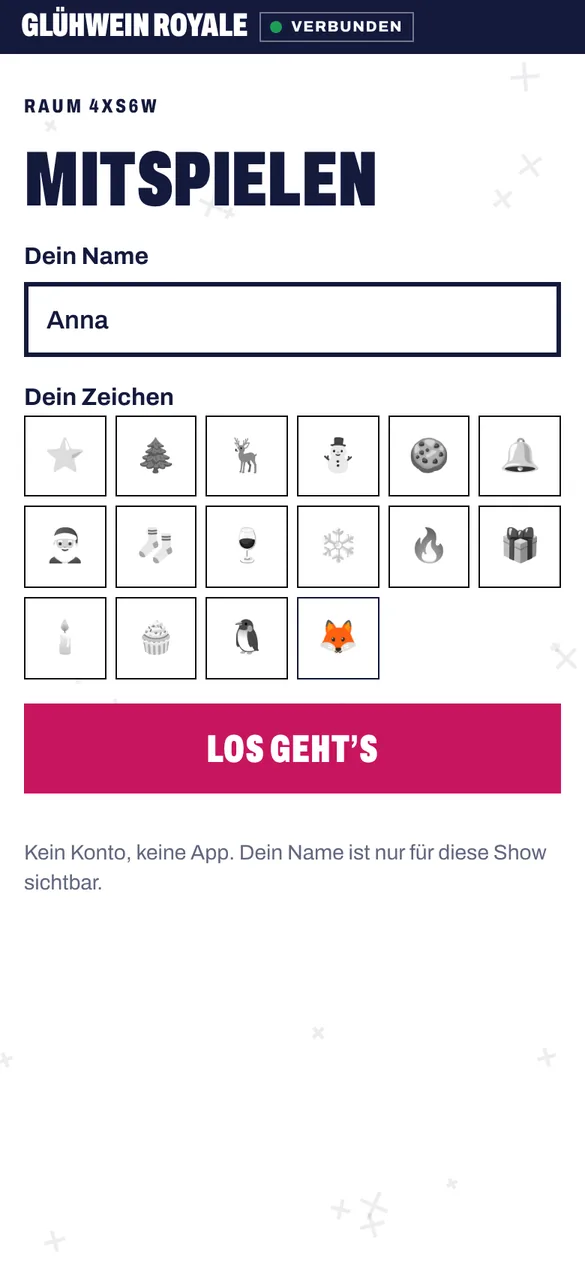 GLÜHWEIN ROYALE
VERBUNDEN
RAUM 4XS6W
MITSPIELEN
Dein Name
Anna
Dein Zeichen
LOS GEHT’S
Kein Konto, keine App. Dein Name ist nur für diese Show
sichtbar.